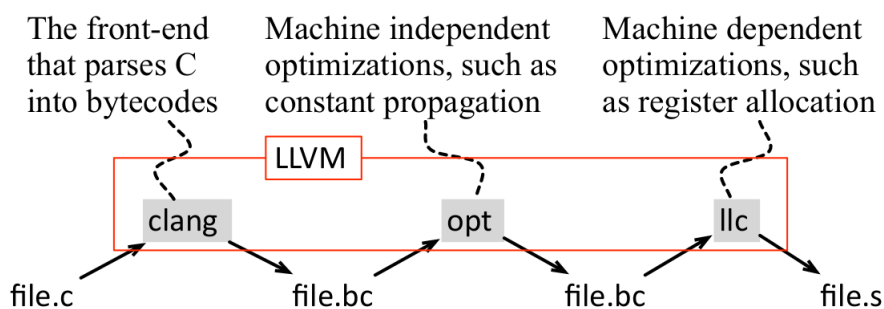 The front-end
that parses C
into bytecodes
Machine independent
optimizations, such as
constant propagation
Machine dependent
optimizations, such
as register allocation
LLVM
clang
opt
llc
file.c
file.bc
file.bc
file.s